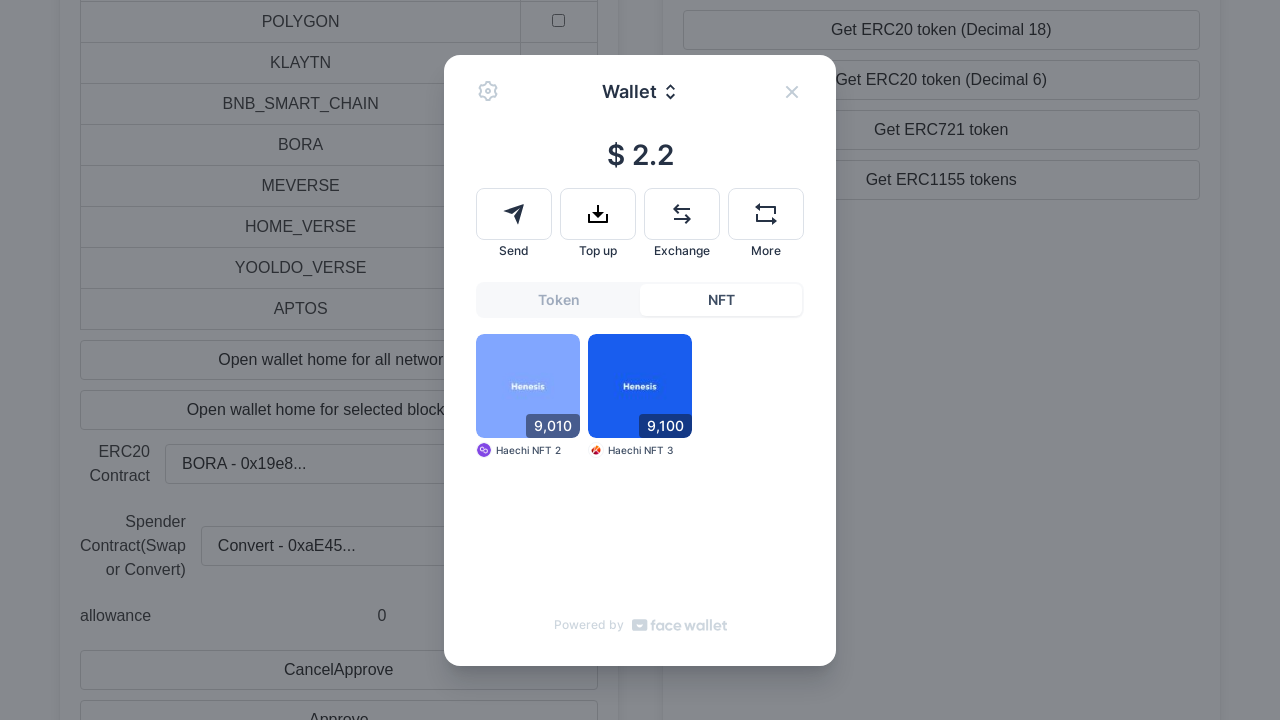 POLYGON
KLAYTN
BNB_SMART_CHAIN
BORA
MEVERSE
HOME_VERSE
YOOLDO_VERSE
APTOS
Open wallet home for all networ
Open wallet home for selected block
ERC20
Contract
BORA - 0x19e8...
Spender
Contract(Swap
or Convert)
Convert - 0xaE45...
allowance
0
CancelApprove
Approve
Get ERC20 token (Decimal 18)
Get ERC20 token (Decimal 6)
Get ERC721 token
Get ERC1155 tokens
Wallet
$ 2.2
Send
Top up
Exchange
More
Token
NFT
Henesis
9,010
Haechi NFT 2
Henesis
9,100
Haechi NFT 3
Powered by face wallet